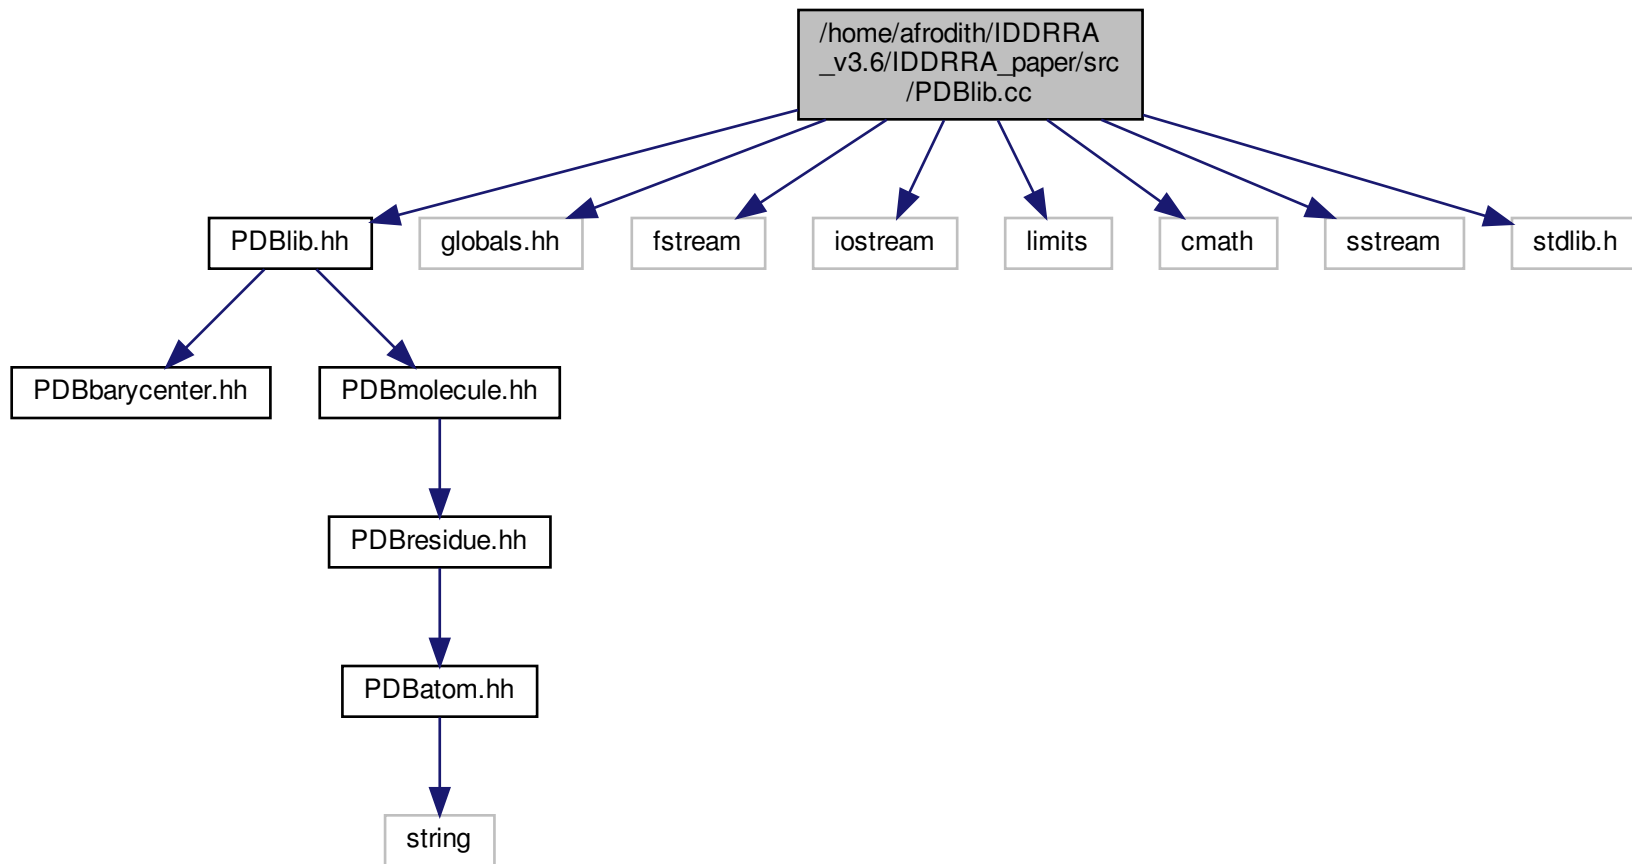 /home/afrodith/IDDRRA
_v3.6/IDDRRA_paper/src
/PDBlib.cc
PDBlib.hh
globals.hh
fstream
iostream
limits
cmath
sstream
stdlib.h
PDBbarycenter.hh
PDBmolecule.hh
PDBresidue.hh
PDBatom.hh
string